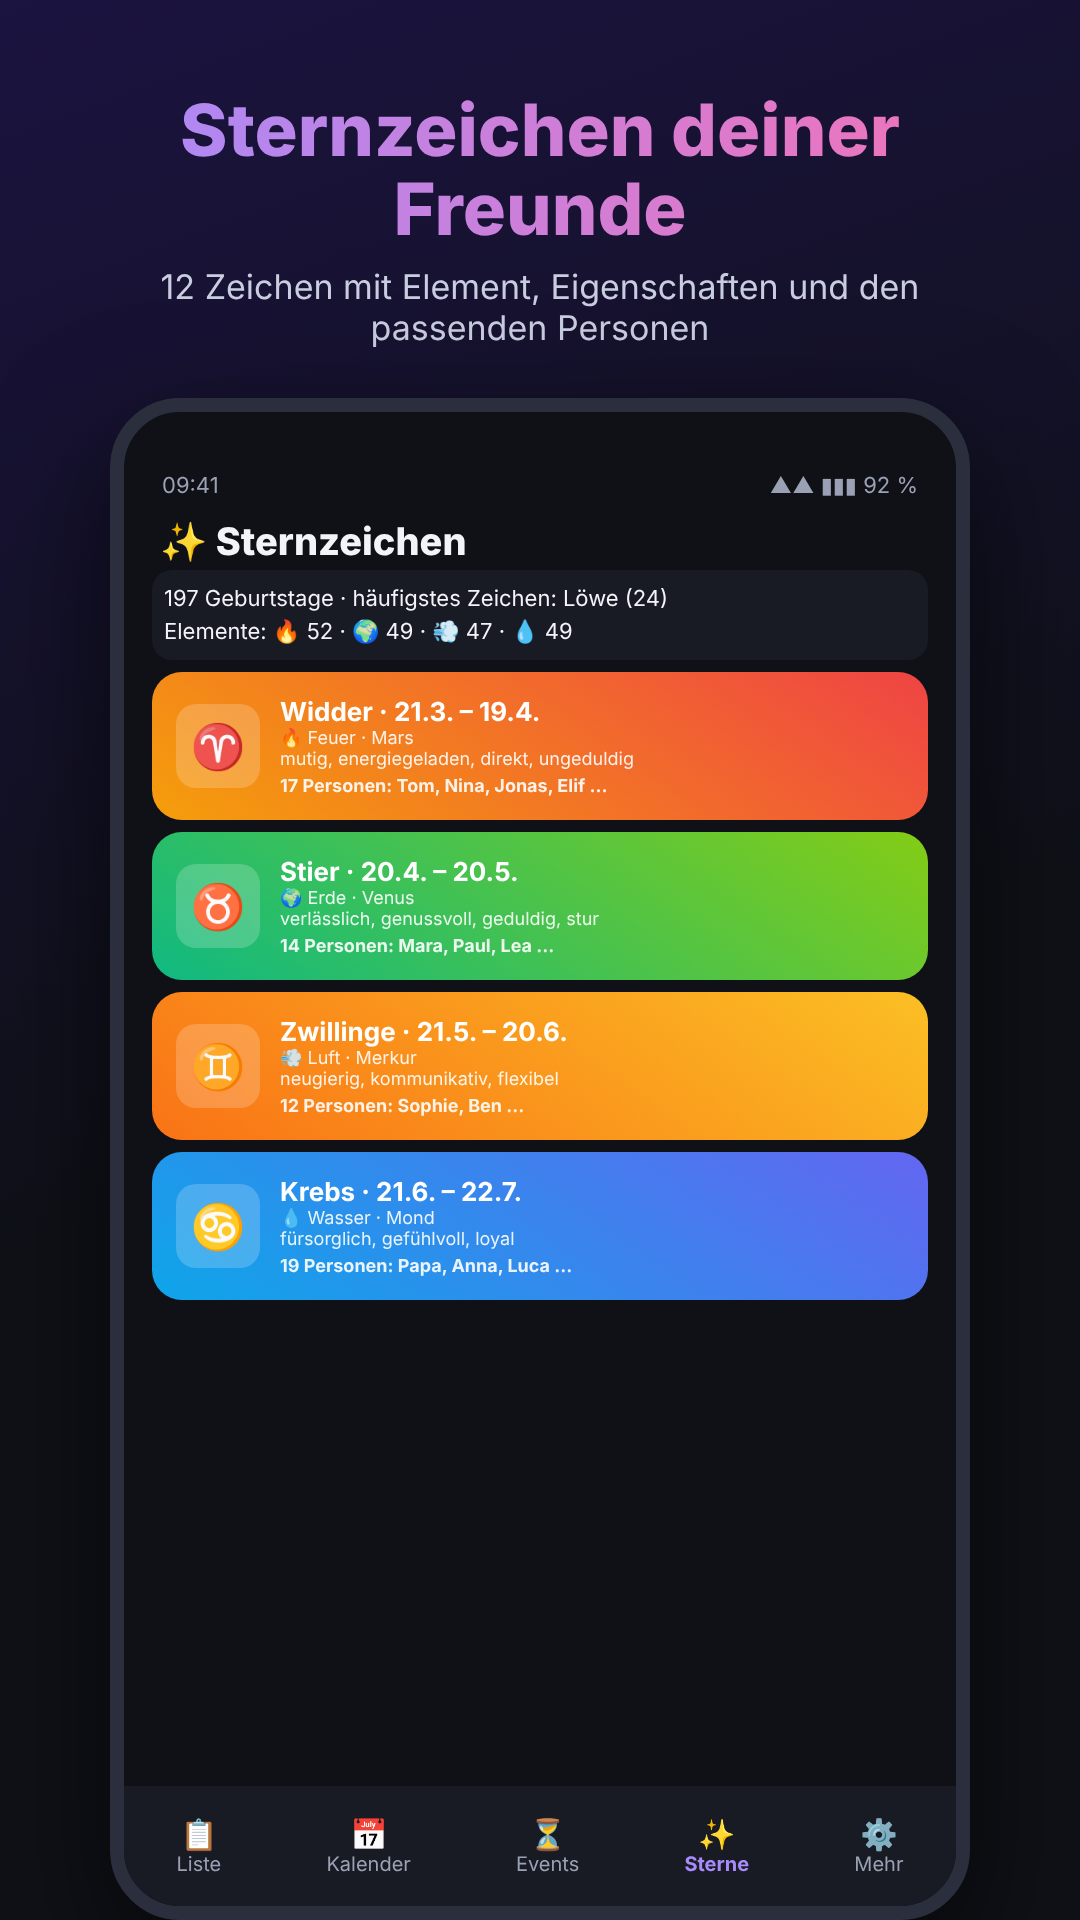 Sternzeichen deiner
Freunde
12 Zeichen mit Element, Eigenschaften und den
passenden Personen
09:41 ▲▲ ▮▮▮ 92 %
✨ Sternzeichen
197 Geburtstage · häufigstes Zeichen: Löwe (24)
Elemente: 🔥 52 · 🌍 49 · 💨 47 · 💧 49
♈ Widder · 21.3. – 19.4.
🔥 Feuer · Mars
mutig, energiegeladen, direkt, ungeduldig
17 Personen: Tom, Nina, Jonas, Elif ...
♉ Stier · 20.4. – 20.5.
🌍 Erde · Venus
verlässlich, genussvoll, geduldig, stur
14 Personen: Mara, Paul, Lea ...
♊ Zwillinge · 21.5. – 20.6.
💨 Luft · Merkur
neugierig, kommunikativ, flexibel
12 Personen: Sophie, Ben ...
♋ Krebs · 21.6. – 22.7.
💧 Wasser · Mond
fürsorglich, gefühlvoll, loyal
19 Personen: Papa, Anna, Luca ...
📋 📅 ⏳ ✨ ⚙️
Liste Kalender Events Sterne Mehr